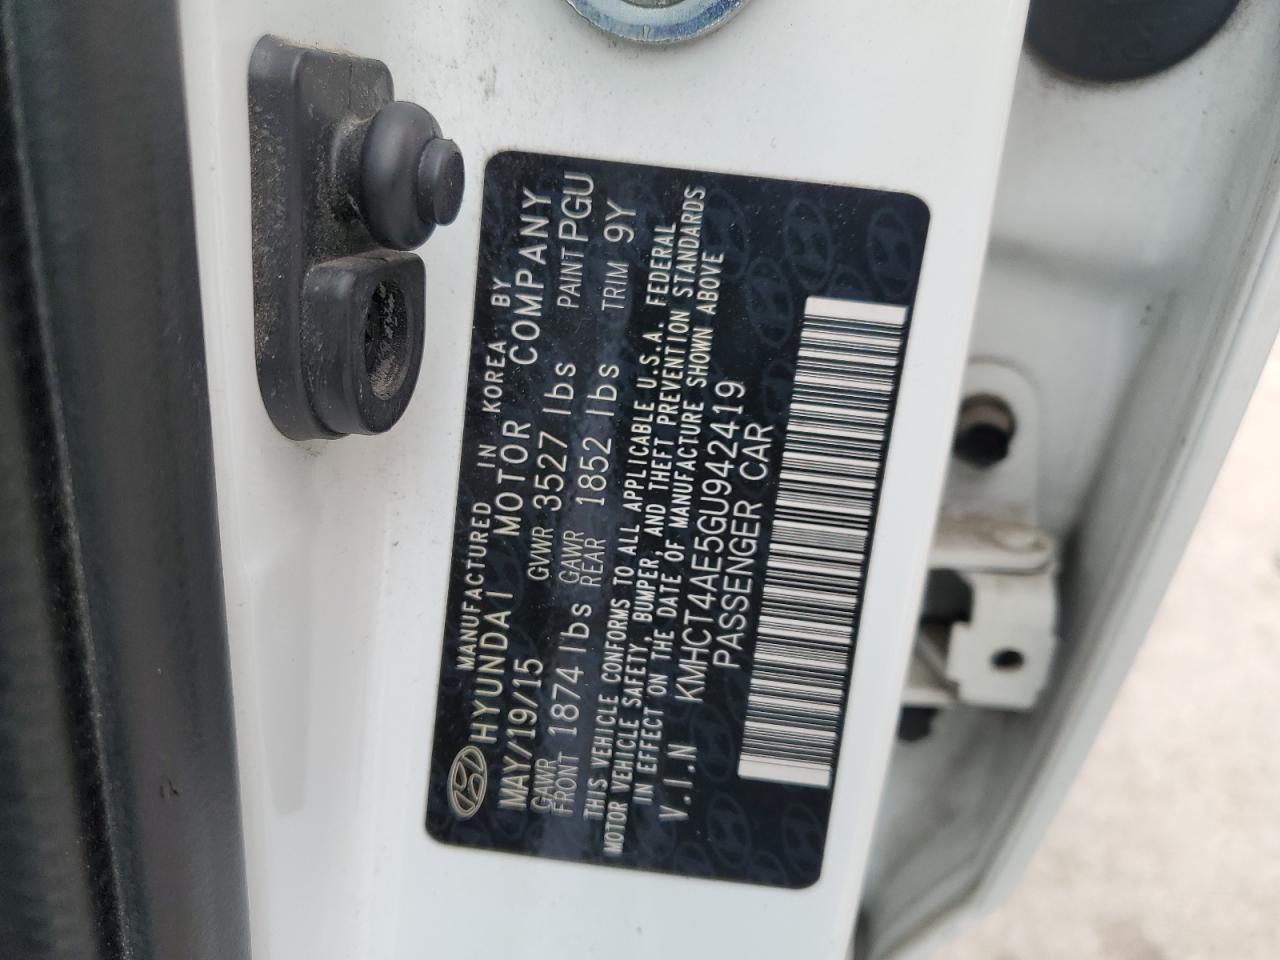 MANUFACTURED IN KOREA BY
HYUNDAI MOTOR COMPANY
MAY/19/15 GVWR 3527 lbs PAINT PGU
GAWR FRONT 1874 lbs GAWR REAR 1852 lbs TRIM 9Y
THIS VEHICLE CONFORMS TO ALL APPLICABLE U.S.A. FEDERAL
MOTOR VEHICLE SAFETY, BUMPER, AND THEFT PREVENTION STANDARDS
IN EFFECT ON THE DATE OF MANUFACTURE SHOWN ABOVE
V.I.N KMHCT4AE5GU942419
PASSENGER CAR